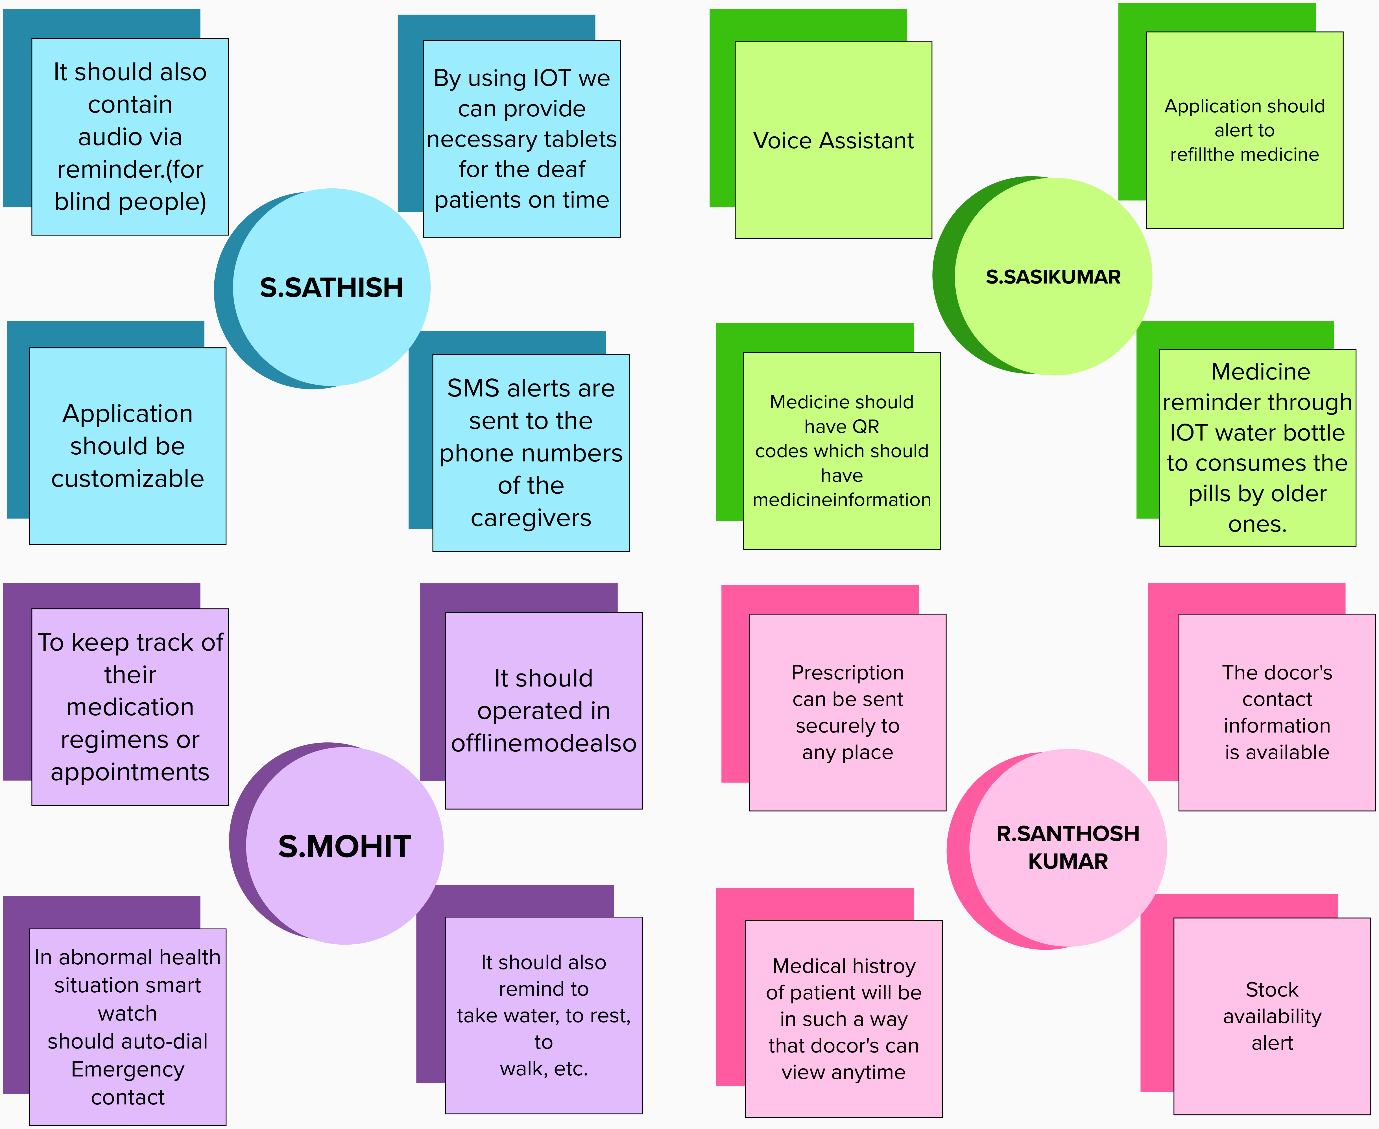 It should also
contain
audio via
reminder.(for
blind people)
By using IOT we
can provide
necessary tablets
for the deaf
patients on time
S.SATHISH
Application
should be
customizable
SMS alerts are
sent to the
phone numbers
of the
caregivers
Voice Assistant
Application should
alert to
refillthe medicine
S.SASIKUMAR
Medicine should
have QR
codes which should
have
medicineinformation
Medicine
reminder through
IOT water bottle
to consumes the
pills by older
ones.
To keep track of
their
medication
regimens or
appointments
It should
operated in
offlinemodealso
S.MOHIT
In abnormal health
situation smart
watch
should auto-dial
Emergency
contact
It should also
remind to
take water, to rest,
to
walk, etc.
Prescription
can be sent
securely to
any place
The docor's
contact
information
is available
R.SANTHOSH
KUMAR
Medical histroy
of patient will be
in such a way
that docor's can
view anytime
Stock
availability
alert